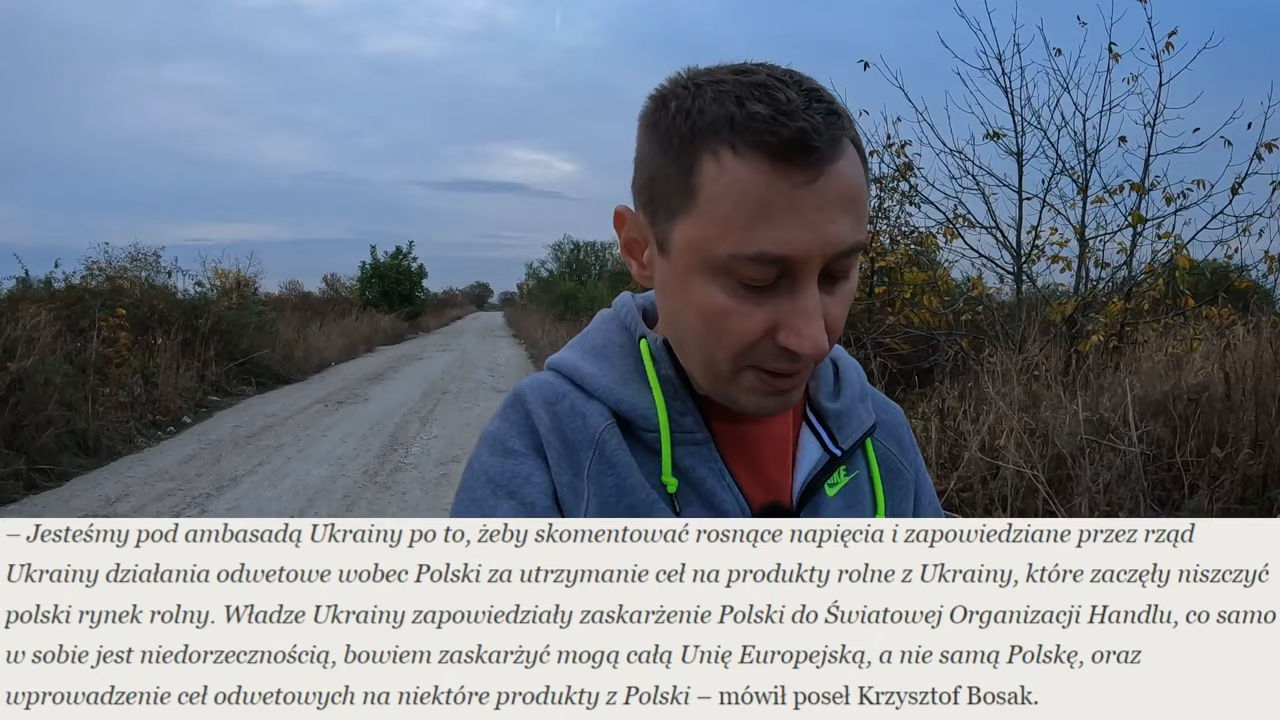 NIKE
– Jesteśmy pod ambasadą Ukrainy po to, żeby skomentować rosnące napięcia i zapowiedziane przez rząd
Ukrainy działania odwetowe wobec Polski za utrzymanie ceł na produkty rolne z Ukrainy, które zaczęły niszczyć
polski rynek rolny. Władze Ukrainy zapowiedziały zaskarżenie Polski do Światowej Organizacji Handlu, co samo
w sobie jest niedorzecznością, bowiem zaskarżyć mogą całą Unię Europejską, a nie samą Polskę, oraz
wprowadzenie ceł odwetowych na niektóre produkty z Polski – mówił poseł Krzysztof Bosak.